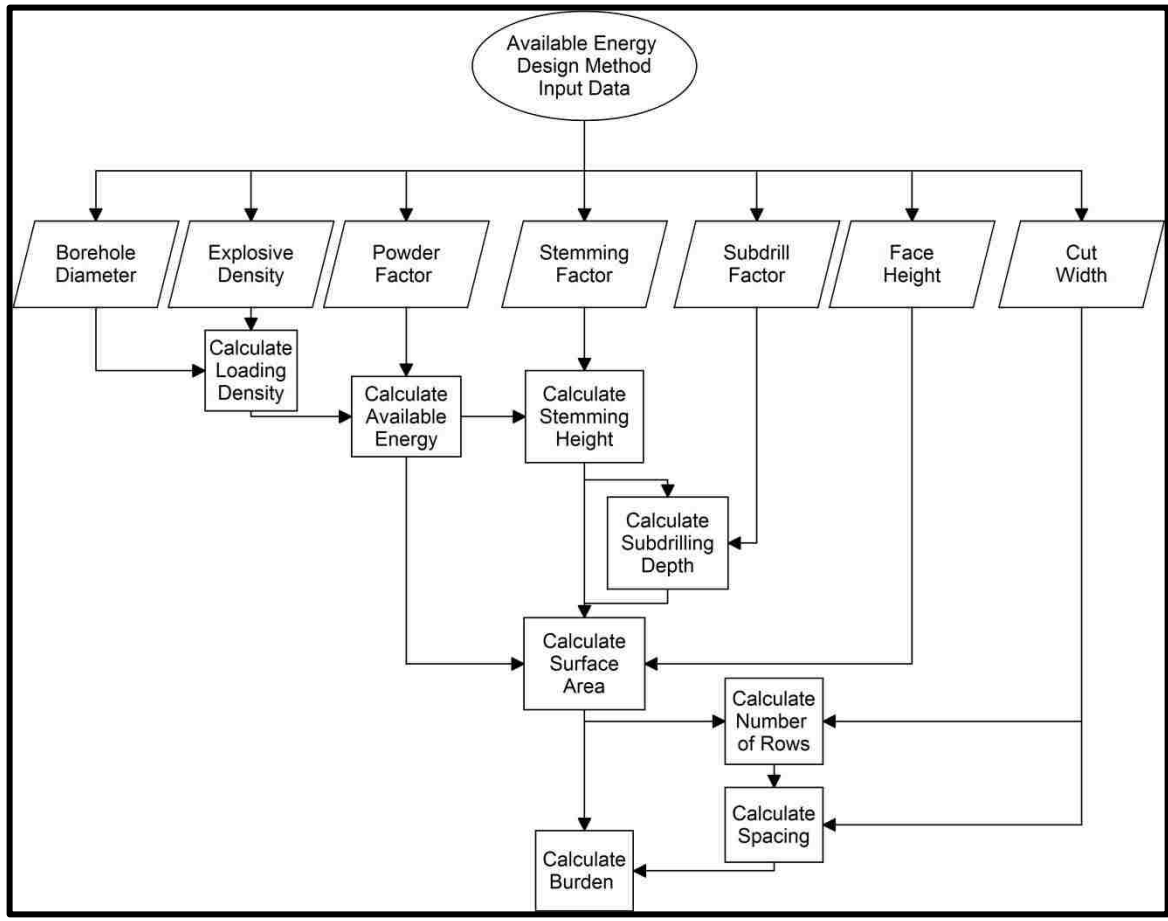 Available Energy
Design Method
Input Data
Borehole
Diameter
Explosive
Density
Powder
Factor
Stemming
Factor
Subdrill
Factor
Face
Height
Cut
Width
Calculate
Loading
Density
Calculate
Available
Energy
Calculate
Stemming
Height
Calculate
Subdrilling
Depth
Calculate
Surface
Area
Calculate
Number
of Rows
Calculate
Spacing
Calculate
Burden